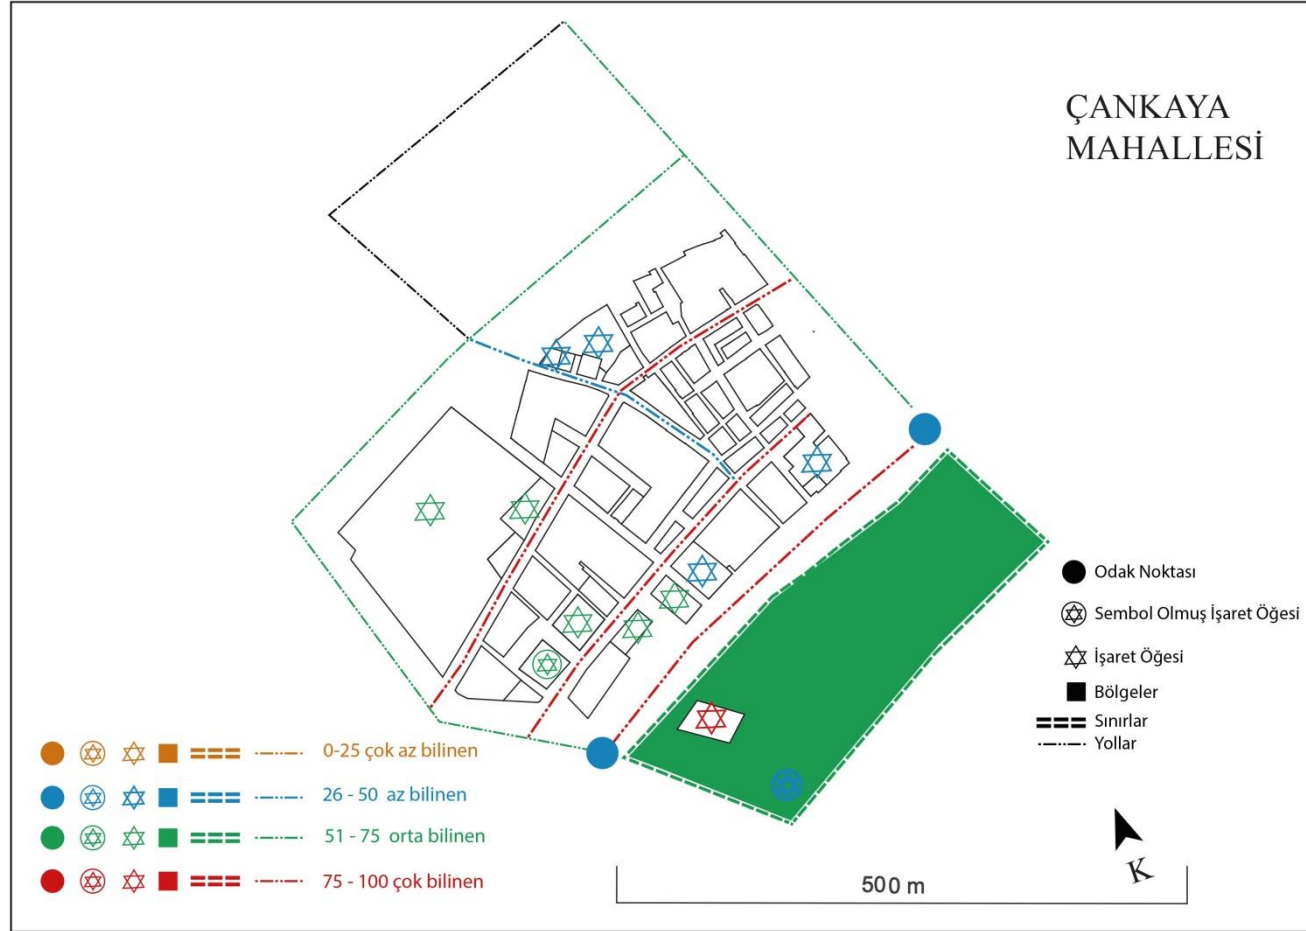 ÇANKAYA
MAHALLESİ
Odak Noktası
Sembol Olmuş İşaret Öğesi
İşaret Öğesi
Bölgeler
Sınırlar
Yollar
0-25 çok az bilinen
26 - 50 az bilinen
51 - 75 orta bilinen
75 - 100 çok bilinen
500 m
K